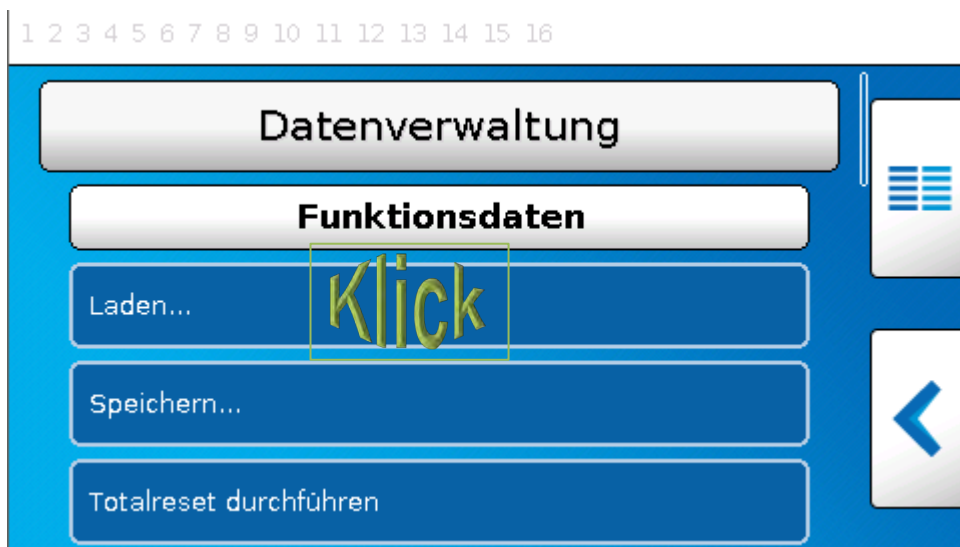 1 2 3 4 5 6 7 8 9 10 11 12 13 14 15 16
Datenverwaltung
Funktionsdaten
Laden...
Klick
Speichern...
Totalreset durchführen